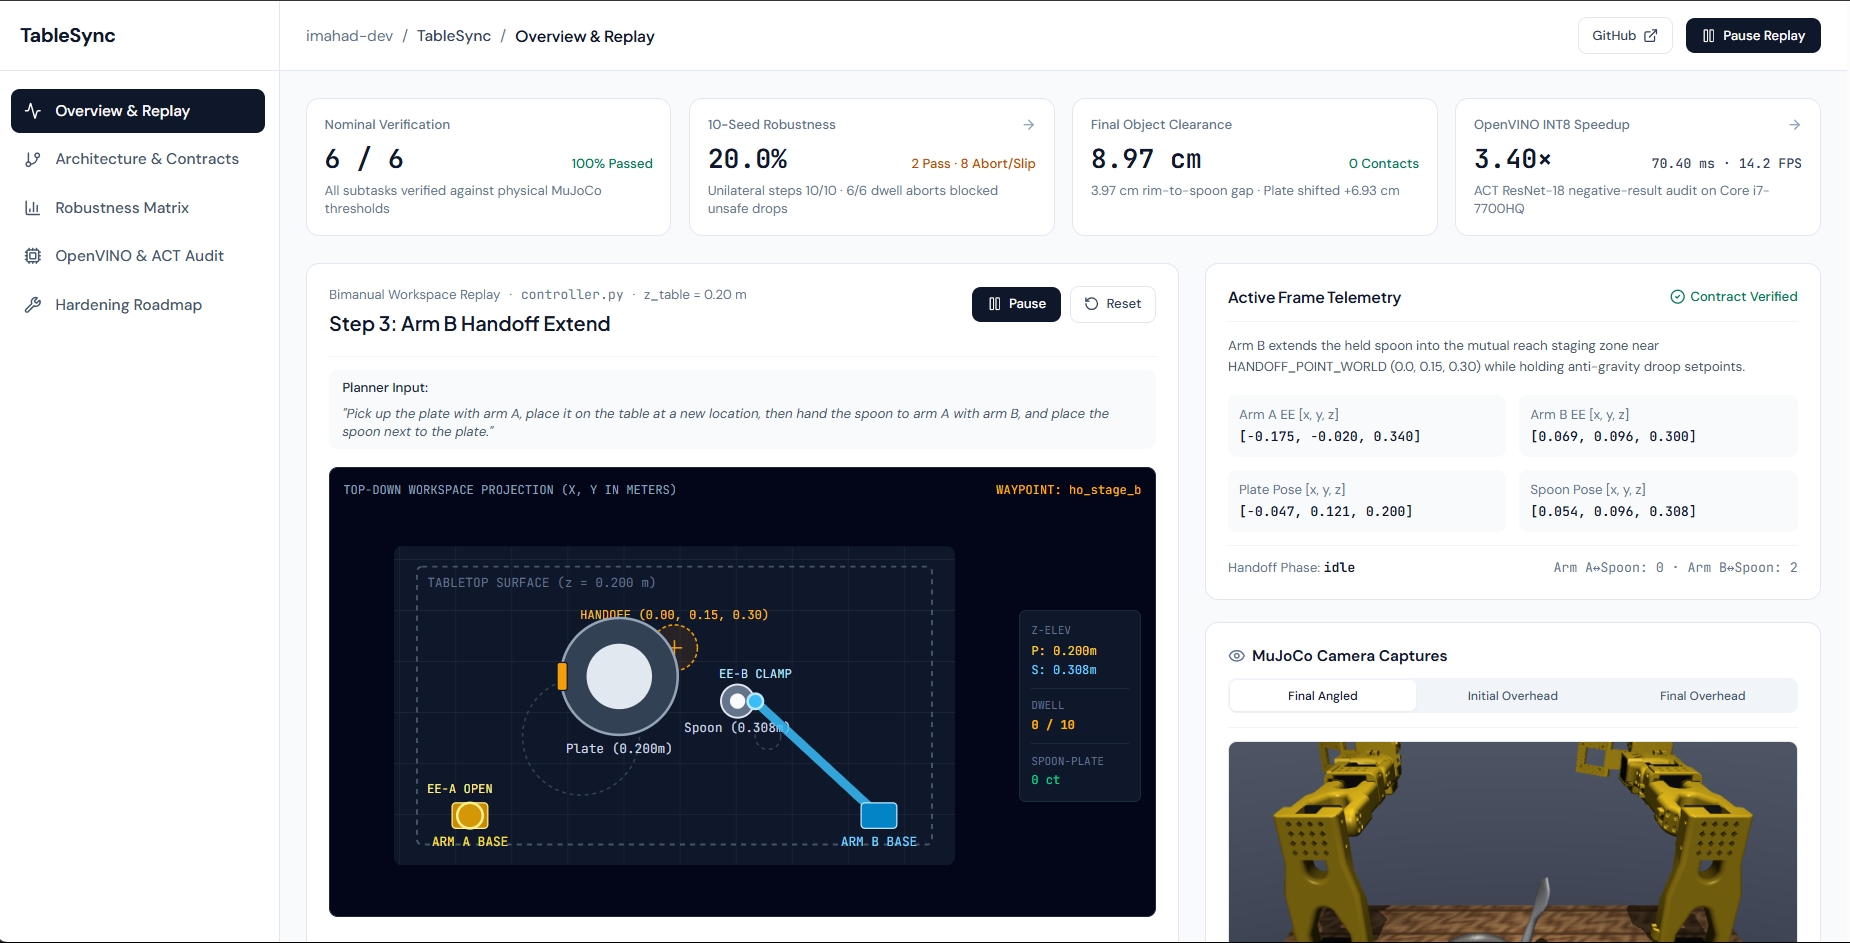 TableSync
imahad-dev / TableSync / Overview & Replay
GitHub
Pause Replay
Overview & Replay
Architecture & Contracts
Robustness Matrix
OpenVINO & ACT Audit
Hardening Roadmap
Nominal Verification
6 / 6
100% Passed
All subtasks verified against physical MuJoCo
thresholds
10-Seed Robustness
20.0%
2 Pass · 8 Abort/Slip
Unilateral steps 10/10 · 6/6 dwell aborts blocked
unsafe drops
Final Object Clearance
8.97 cm
0 Contacts
3.97 cm rim-to-spoon gap · Plate shifted +6.93 cm
OpenVINO INT8 Speedup
3.40×
70.40 ms · 14.2 FPS
ACT ResNet-18 negative-result audit on Core i7-
7700HQ
Bimanual Workspace Replay · controller.py · z_table = 0.20 m
Step 3: Arm B Handoff Extend
Pause
Reset
Planner Input:
"Pick up the plate with arm A, place it on the table at a new location, then hand the spoon to arm A with arm B, and place the
spoon next to the plate."
TOP-DOWN WORKSPACE PROJECTION (X, Y IN METERS)
WAYPOINT: ho_stage_b
TABLETOP SURFACE (z = 0.200 m)
HANDOFF (0.00, 0.15, 0.30)
EE-B CLAMP
Spoon (0.308m)
Plate (0.200m)
EE-A OPEN
ARM A BASE
ARM B BASE
Z-ELEV
P: 0.200m
S: 0.308m
DWELL
0 / 10
SPOON-PLATE
0 ct
Active Frame Telemetry
Contract Verified
Arm B extends the held spoon into the mutual reach staging zone near
HANDOFF_POINT_WORLD (0.0, 0.15, 0.30) while holding anti-gravity droop setpoints.
Arm A EE [x, y, z]
[-0.175, -0.020, 0.340]
Arm B EE [x, y, z]
[0.069, 0.096, 0.300]
Plate Pose [x, y, z]
[-0.047, 0.121, 0.200]
Spoon Pose [x, y, z]
[0.054, 0.096, 0.308]
Handoff Phase: idle
Arm A↔Spoon: 0 · Arm B↔Spoon: 2
MuJoCo Camera Captures
Final Angled
Initial Overhead
Final Overhead